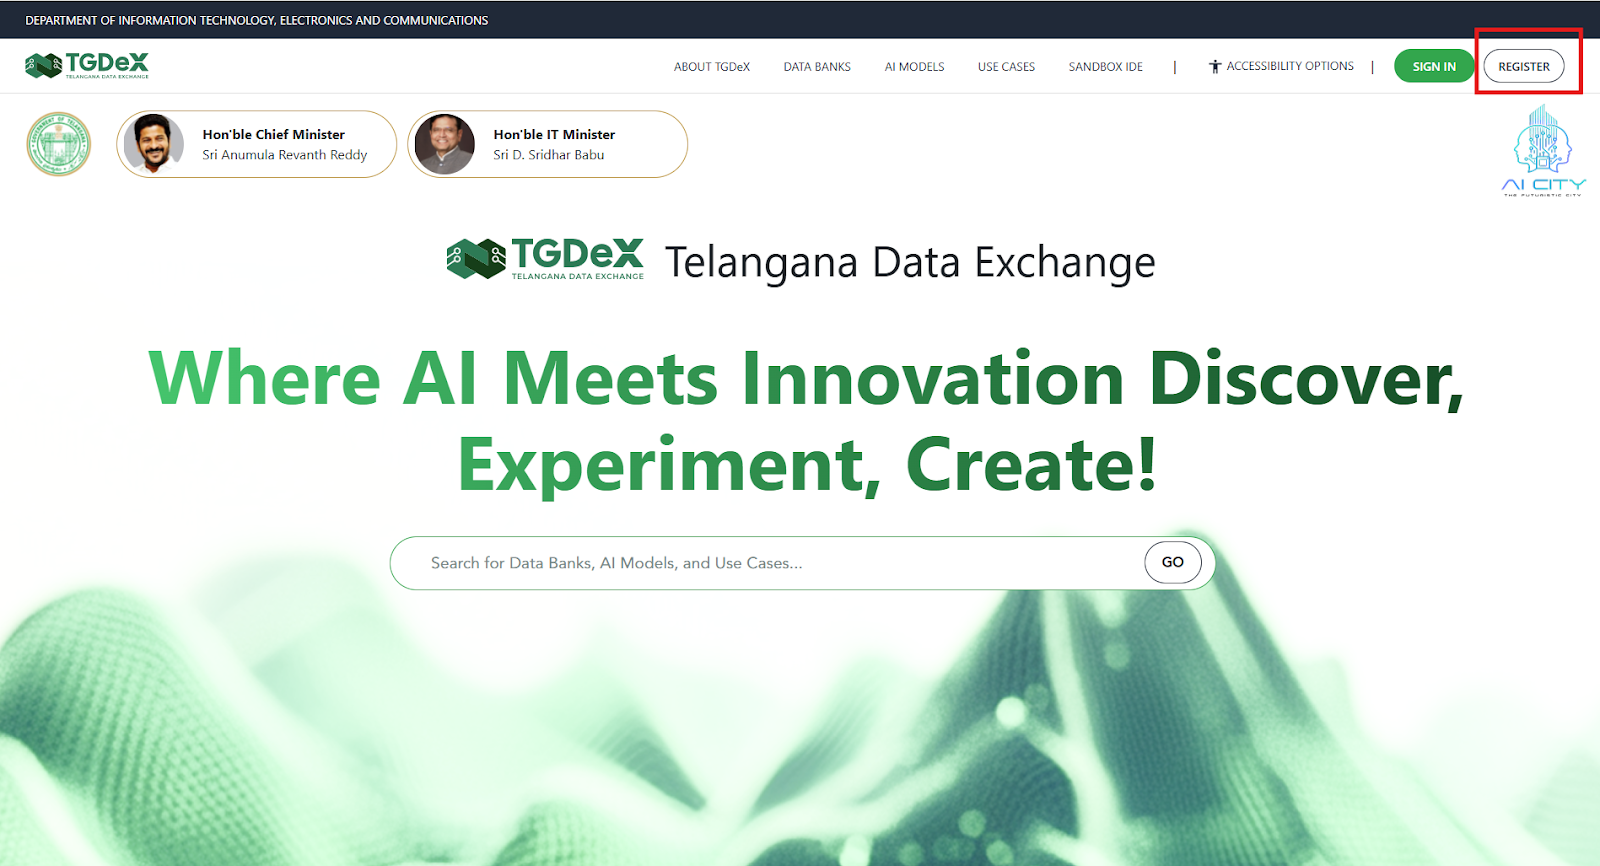 DEPARTMENT OF INFORMATION TECHNOLOGY, ELECTRONICS AND COMMUNICATIONS
TGDeX
TELANGANA DATA EXCHANGE
ABOUT TGDeX
DATA BANKS
AI MODELS
USE CASES
SANDBOX IDE
|
ACCESSIBILITY OPTIONS
|
SIGN IN
REGISTER
Hon'ble Chief Minister
Sri Anumula Revanth Reddy
Hon'ble IT Minister
Sri D. Sridhar Babu
AI CITY
THE FUTURISTIC CITY
TGDeX
TELANGANA DATA EXCHANGE
Telangana Data Exchange
Where AI Meets Innovation Discover,
Experiment, Create!
Search for Data Banks, AI Models, and Use Cases...
GO